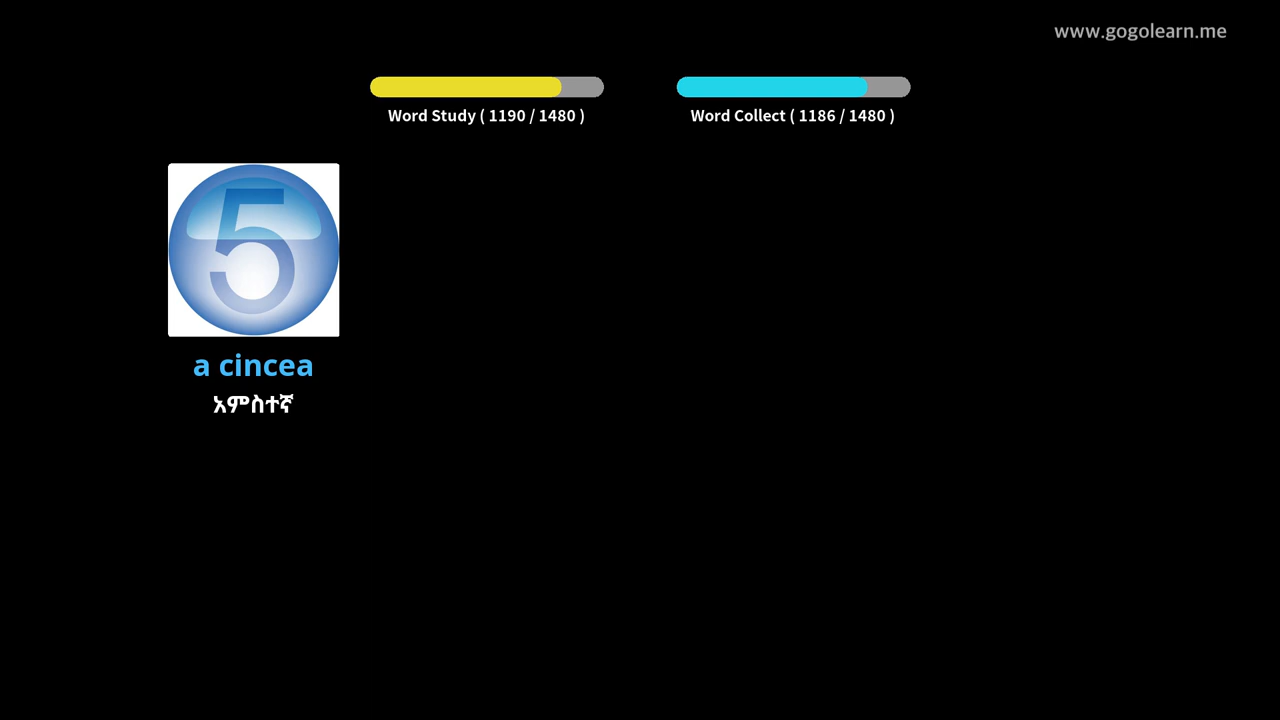 www.gogolearn.me
Word Study ( 1190 / 1480 )
Word Collect ( 1186 / 1480 )
5
a cincea
አምስተኛ